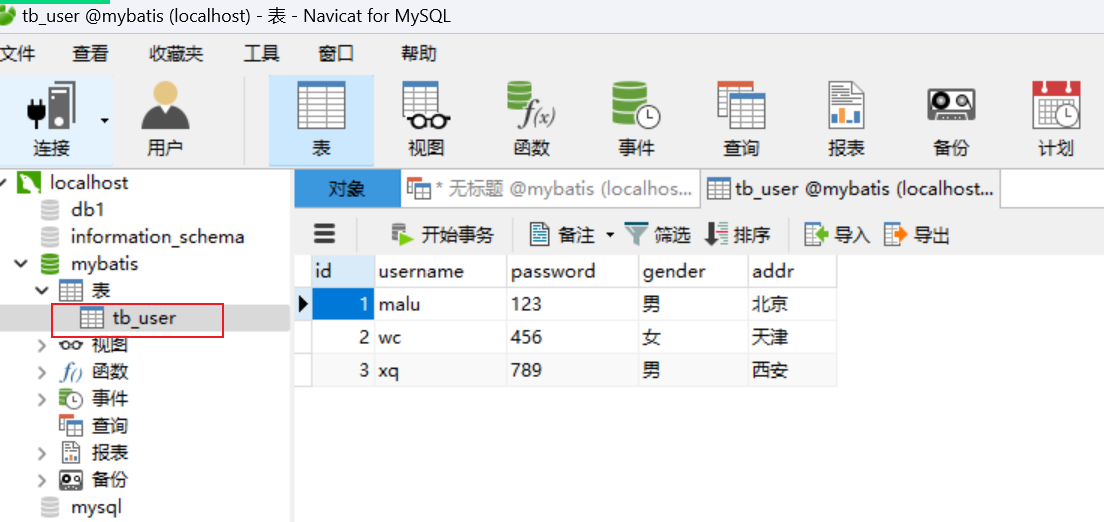 tb_user @mybatis (localhost) - 表 - Navicat for MySQL
文件 查看 收藏夹 工具 窗口 帮助
连接 用户 表 视图 f(x) 函数 事件 查询 报表 备份 计划
localhost
db1
information_schema
mybatis
表
tb_user
视图
f() 函数
事件
查询
报表
备份
mysql
对象 * 无标题 @mybatis (localhos... tb_user @mybatis (localhost...
开始事务 备注 筛选 排序 导入 导出
id username password gender addr
1 malu 123 男 北京
2 wc 456 女 天津
3 xq 789 男 西安